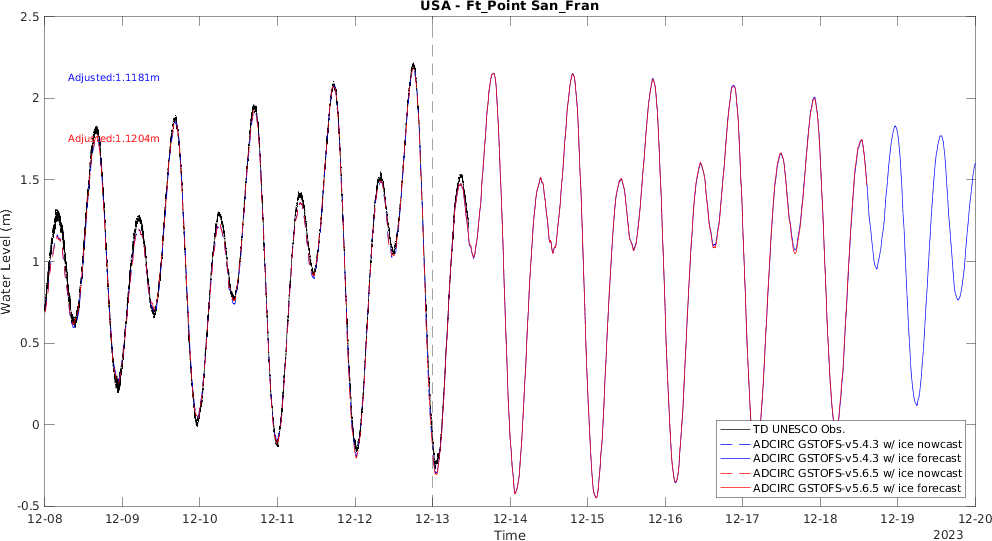 USA - Ft_Point San_Fran
2.5
2
1.5
1
0.5
0
-0.5
Water Level (m)
Adjusted:1.1181m
Adjusted:1.1204m
TD UNESCO Obs.
ADCIRC GSTOFS-v5.4.3 w/ ice nowcast
ADCIRC GSTOFS-v5.4.3 w/ ice forecast
ADCIRC GSTOFS-v5.6.5 w/ ice nowcast
ADCIRC GSTOFS-v5.6.5 w/ ice forecast
12-08 12-09 12-10 12-11 12-12 12-13 12-14 12-15 12-16 12-17 12-18 12-19 12-20
Time
2023